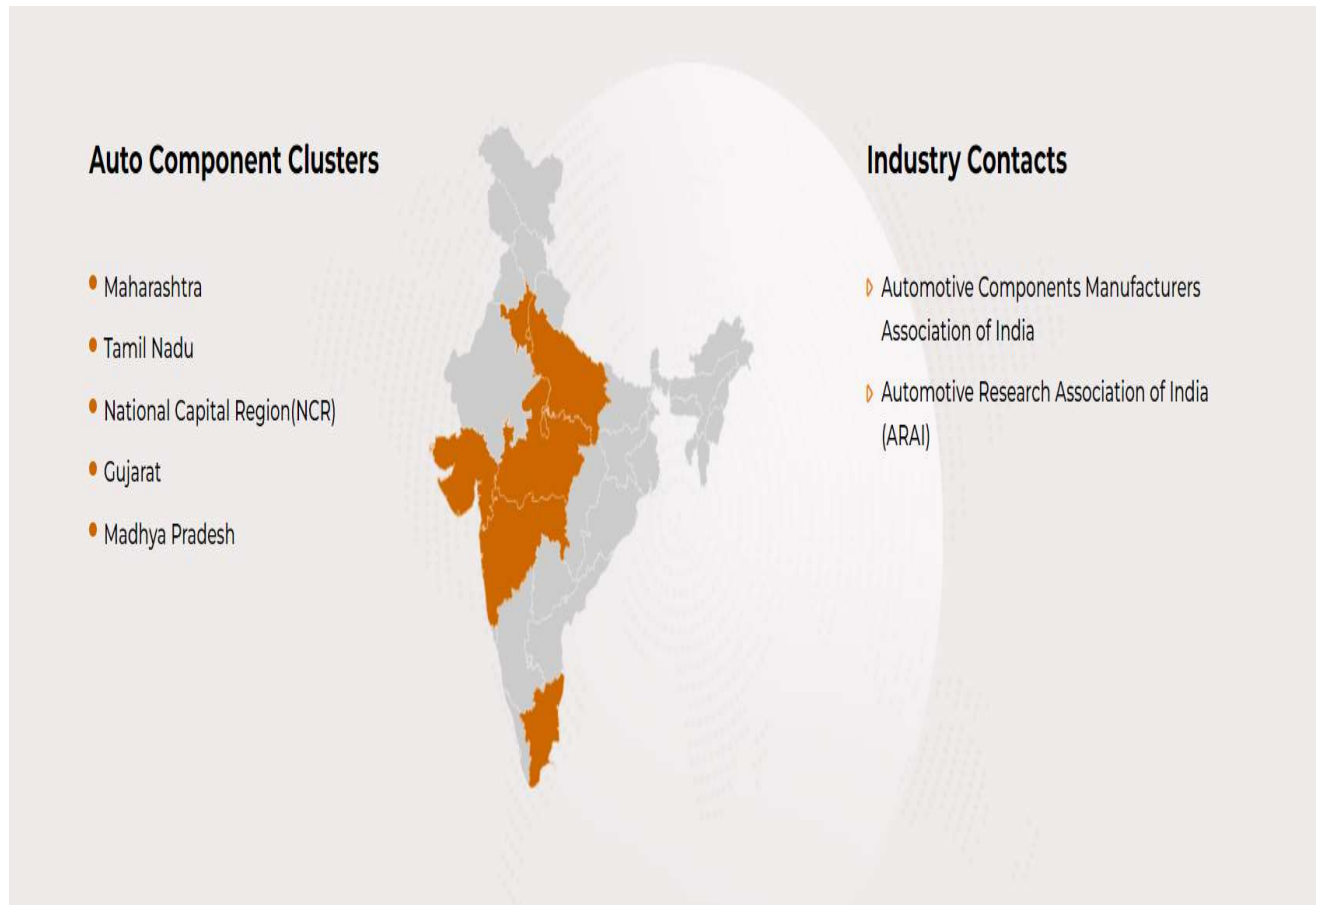 Auto Component Clusters
Maharashtra
Tamil Nadu
National Capital Region(NCR)
Gujarat
Madhya Pradesh
Industry Contacts
Automotive Components Manufacturers
Association of India
Automotive Research Association of India
(ARAI)